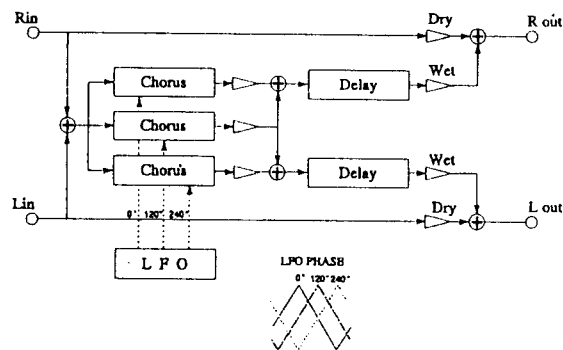 Rin
Dry
R out
Chorus
Delay
Wet
Chorus
Chorus
Delay
Wet
Lin
0° 120° 240°
Dry
L out
L F O
LFO PHASE
0° 120° 240°